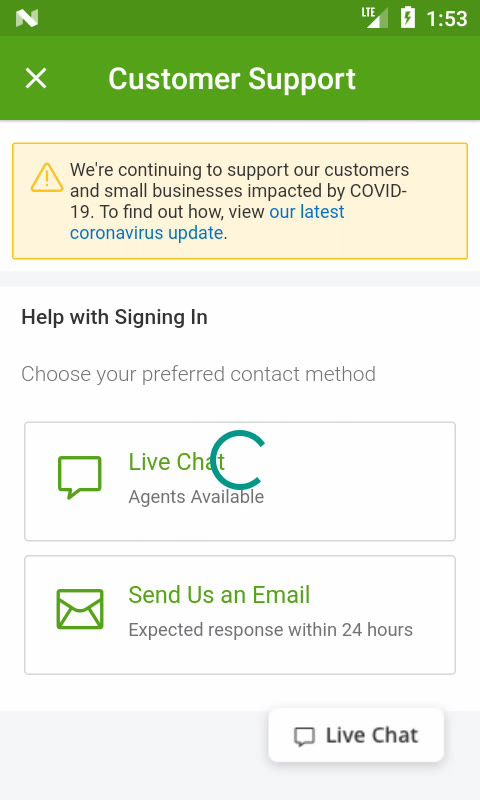 LTE 1:53
Customer Support
We're continuing to support our customers
and small businesses impacted by COVID-
19. To find out how, view our latest
coronavirus update.
Help with Signing In
Choose your preferred contact method
Live Chat
Agents Available
Send Us an Email
Expected response within 24 hours
Live Chat